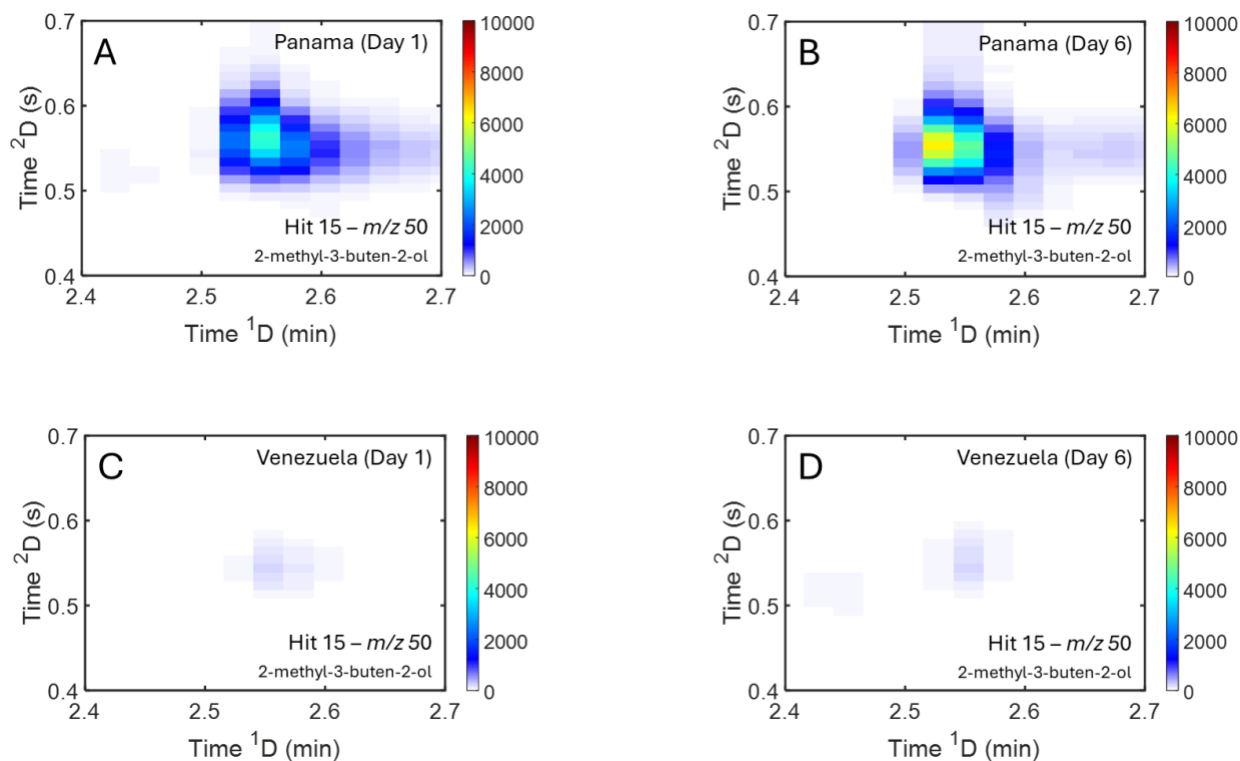 A
Panama (Day 1)
0.7
0.6
0.5
0.4
Time ²D (s)
Hit 15 – m/z 50
2-methyl-3-buten-2-ol
2.4 2.5 2.6 2.7
Time ¹D (min)
10000
8000
6000
4000
2000
0
B
Panama (Day 6)
0.7
0.6
0.5
0.4
Time ²D (s)
Hit 15 – m/z 50
2-methyl-3-buten-2-ol
2.4 2.5 2.6 2.7
Time ¹D (min)
10000
8000
6000
4000
2000
0
C
Venezuela (Day 1)
0.7
0.6
0.5
0.4
Time ²D (s)
Hit 15 – m/z 50
2-methyl-3-buten-2-ol
2.4 2.5 2.6 2.7
Time ¹D (min)
10000
8000
6000
4000
2000
0
D
Venezuela (Day 6)
0.7
0.6
0.5
0.4
Time ²D (s)
Hit 15 – m/z 50
2-methyl-3-buten-2-ol
2.4 2.5 2.6 2.7
Time ¹D (min)
10000
8000
6000
4000
2000
0